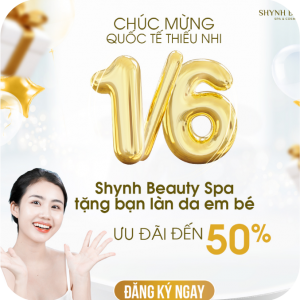 SHYNH B
CHÚC MỪNG
QUỐC TẾ THIẾU NHI
1/6
Shynh Beauty Spa
tặng bạn làn da em bé
ƯU ĐÃI ĐẾN 50%
ĐĂNG KÝ NGAY